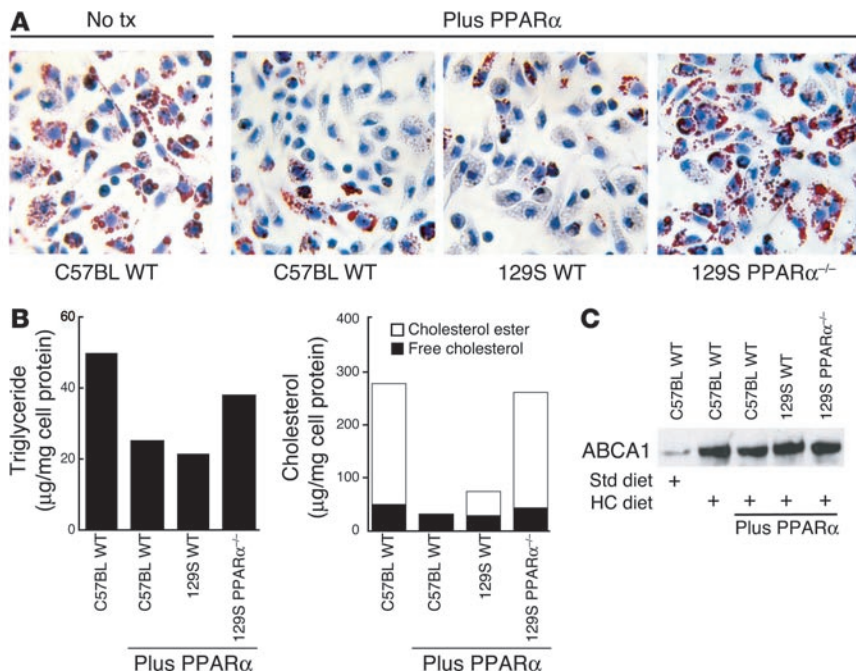 A
No tx
Plus PPARα
C57BL WT
C57BL WT
129S WT
129S PPARα–/–
B
Triglyceride
(µg/mg cell protein)
60
40
20
0
C57BL WT
C57BL WT
129S WT
129S PPARα–/–
Plus PPARα
Cholesterol
(µg/mg cell protein)
400
300
200
100
0
Cholesterol ester
Free cholesterol
C57BL WT
C57BL WT
129S WT
129S PPARα–/–
Plus PPARα
C
C57BL WT
C57BL WT
C57BL WT
129S WT
129S PPARα–/–
ABCA1
Std diet +
HC diet + + + +
Plus PPARα